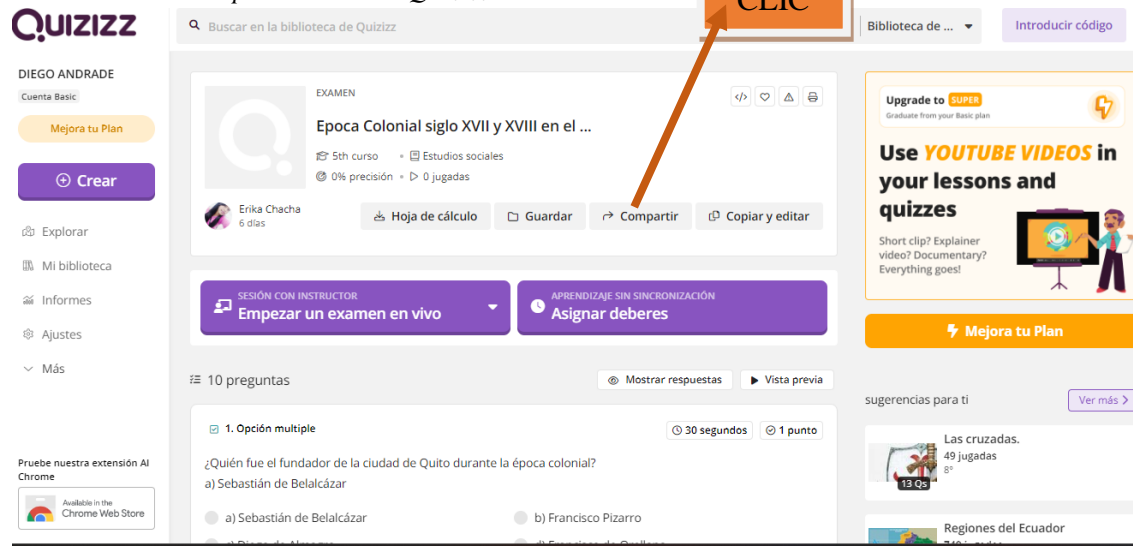 QUIZIZZ
Buscar en la biblioteca de Quizizz
CLIC
Biblioteca de ...
Introducir código
DIEGO ANDRADE
Cuenta Basic
Mejora tu Plan
Crear
Explorar
Mi biblioteca
Informes
Ajustes
Más
Pruebe nuestra extensión AI
Chrome
Available in the
Chrome Web Store
EXAMEN
Epoca Colonial siglo XVII y XVIII en el ...
5th curso • Estudios sociales
0% precisión • 0 jugadas
Erika Chacha
6 días
Hoja de cálculo
Guardar
Compartir
Copiar y editar
SESIÓN CON INSTRUCTOR
Empezar un examen en vivo
APRENDIZAJE SIN SINCRONIZACIÓN
Asignar deberes
10 preguntas
Mostrar respuestas
Vista previa
1. Opción multiple
30 segundos
1 punto
¿Quién fue el fundador de la ciudad de Quito durante la época colonial?
a) Sebastián de Belalcázar
a) Sebastián de Belalcázar
b) Francisco Pizarro
Upgrade to SUPER
Graduate from your Basic plan
Use YOUTUBE VIDEOS in
your lessons and
quizzes
Short clip? Explainer
video? Documentary?
Everything goes!
Mejora tu Plan
sugerencias para ti
Ver más
Las cruzadas.
49 jugadas
8°
13 Qs
Regiones del Ecuador